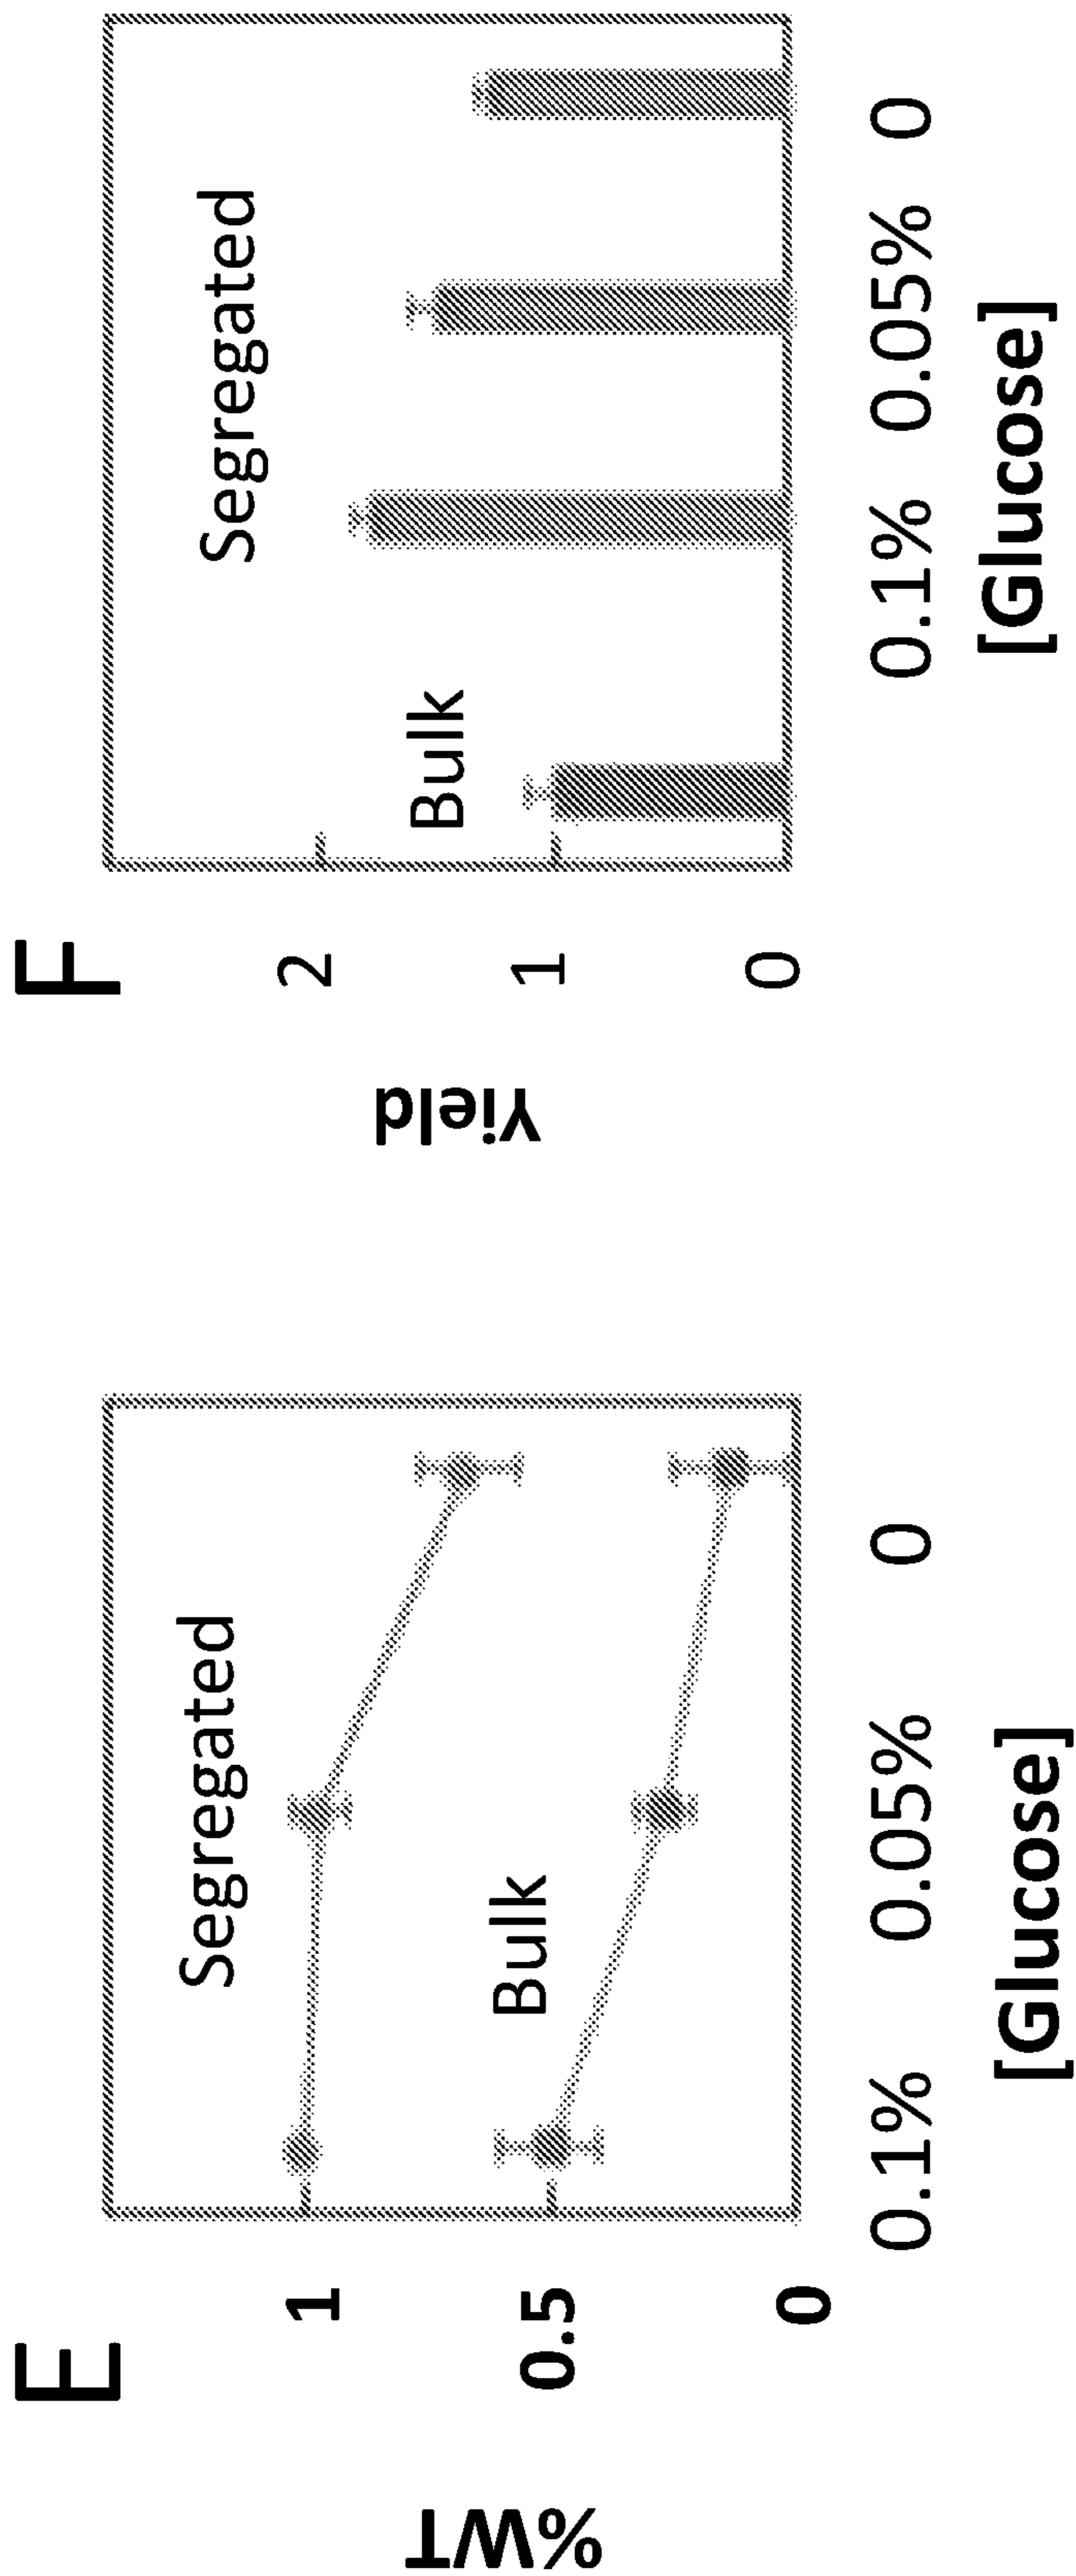 E
%WT
1
0.5
0
Segregated
Bulk
0.1% 0.05% 0
[Glucose]
F
Yield
2
1
0
Segregated
Bulk
0.1% 0.05% 0
[Glucose]